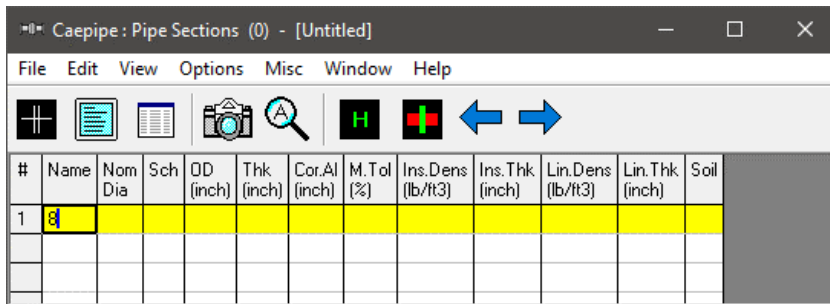 Caepipe : Pipe Sections (0) - [Untitled]
File Edit View Options Misc Window Help
A H
# Name Nom Dia Sch OD (inch) Thk (inch) Cor.Al (inch) M.Tol (%) Ins.Dens (lb/ft3) Ins.Thk (inch) Lin.Dens (lb/ft3) Lin.Thk (inch) Soil
1 8